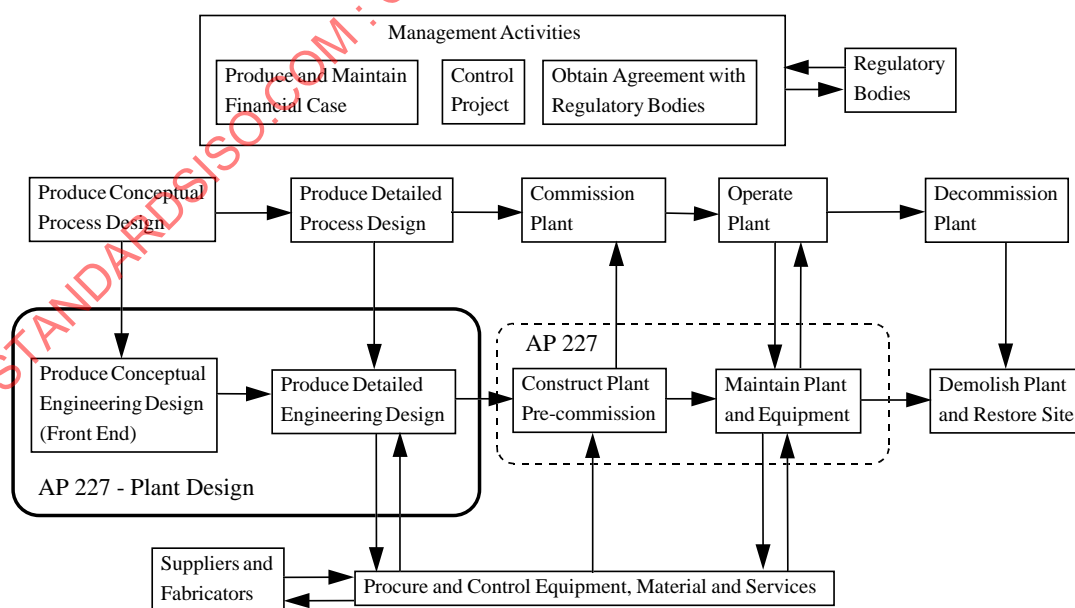 Management Activities
Produce and Maintain
Financial Case
Control
Project
Obtain Agreement with
Regulatory Bodies
Regulatory
Bodies
Produce Conceptual
Process Design
Produce Detailed
Process Design
Commission
Plant
Operate
Plant
Decommission
Plant
Produce Conceptual
Engineering Design
(Front End)
Produce Detailed
Engineering Design
AP 227 - Plant Design
AP 227
Construct Plant
Pre-commission
Maintain Plant
and Equipment
Demolish Plant
and Restore Site
Suppliers and
Fabricators
Procure and Control Equipment, Material and Services
STANDARDSISO.COM :